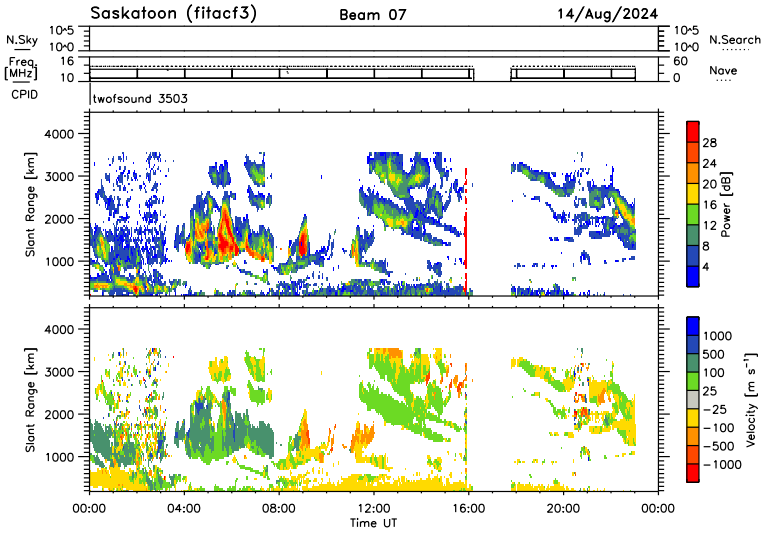 Saskatoon (fitacf3) Beam 07 14/Aug/2024
N.Sky 10^5 10^0 10^5 10^0 N.Search
Freq. [MHz] 16 10 60 0 Nave
CPID twofsound 3503
Slant Range [km] 4000 3000 2000 1000
Power [dB] 28 24 20 16 12 8 4
Slant Range [km] 4000 3000 2000 1000
Velocity [m s⁻¹] 1000 500 100 25 −25 −100 −500 −1000
00:00 04:00 08:00 12:00 16:00 20:00 00:00
Time UT